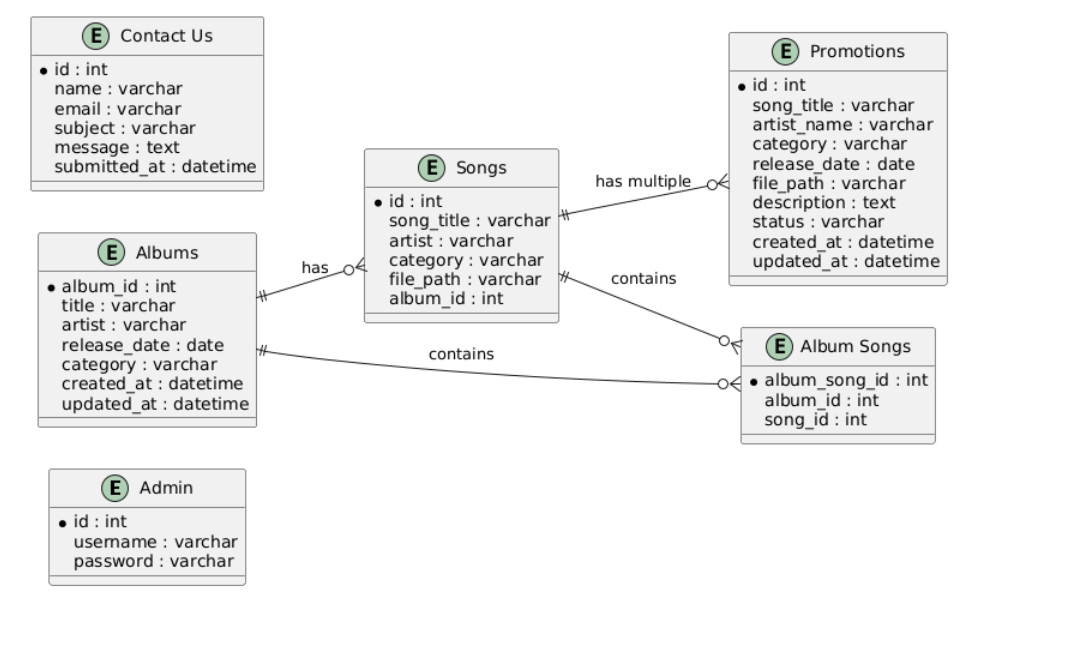 E Contact Us
id : int
name : varchar
email : varchar
subject : varchar
message : text
submitted_at : datetime
E Albums
album_id : int
title : varchar
artist : varchar
release_date : date
category : varchar
created_at : datetime
updated_at : datetime
E Admin
id : int
username : varchar
password : varchar
has
contains
E Songs
id : int
song_title : varchar
artist : varchar
category : varchar
file_path : varchar
album_id : int
has multiple
contains
E Promotions
id : int
song_title : varchar
artist_name : varchar
category : varchar
release_date : date
file_path : varchar
description : text
status : varchar
created_at : datetime
updated_at : datetime
E Album Songs
album_song_id : int
album_id : int
song_id : int